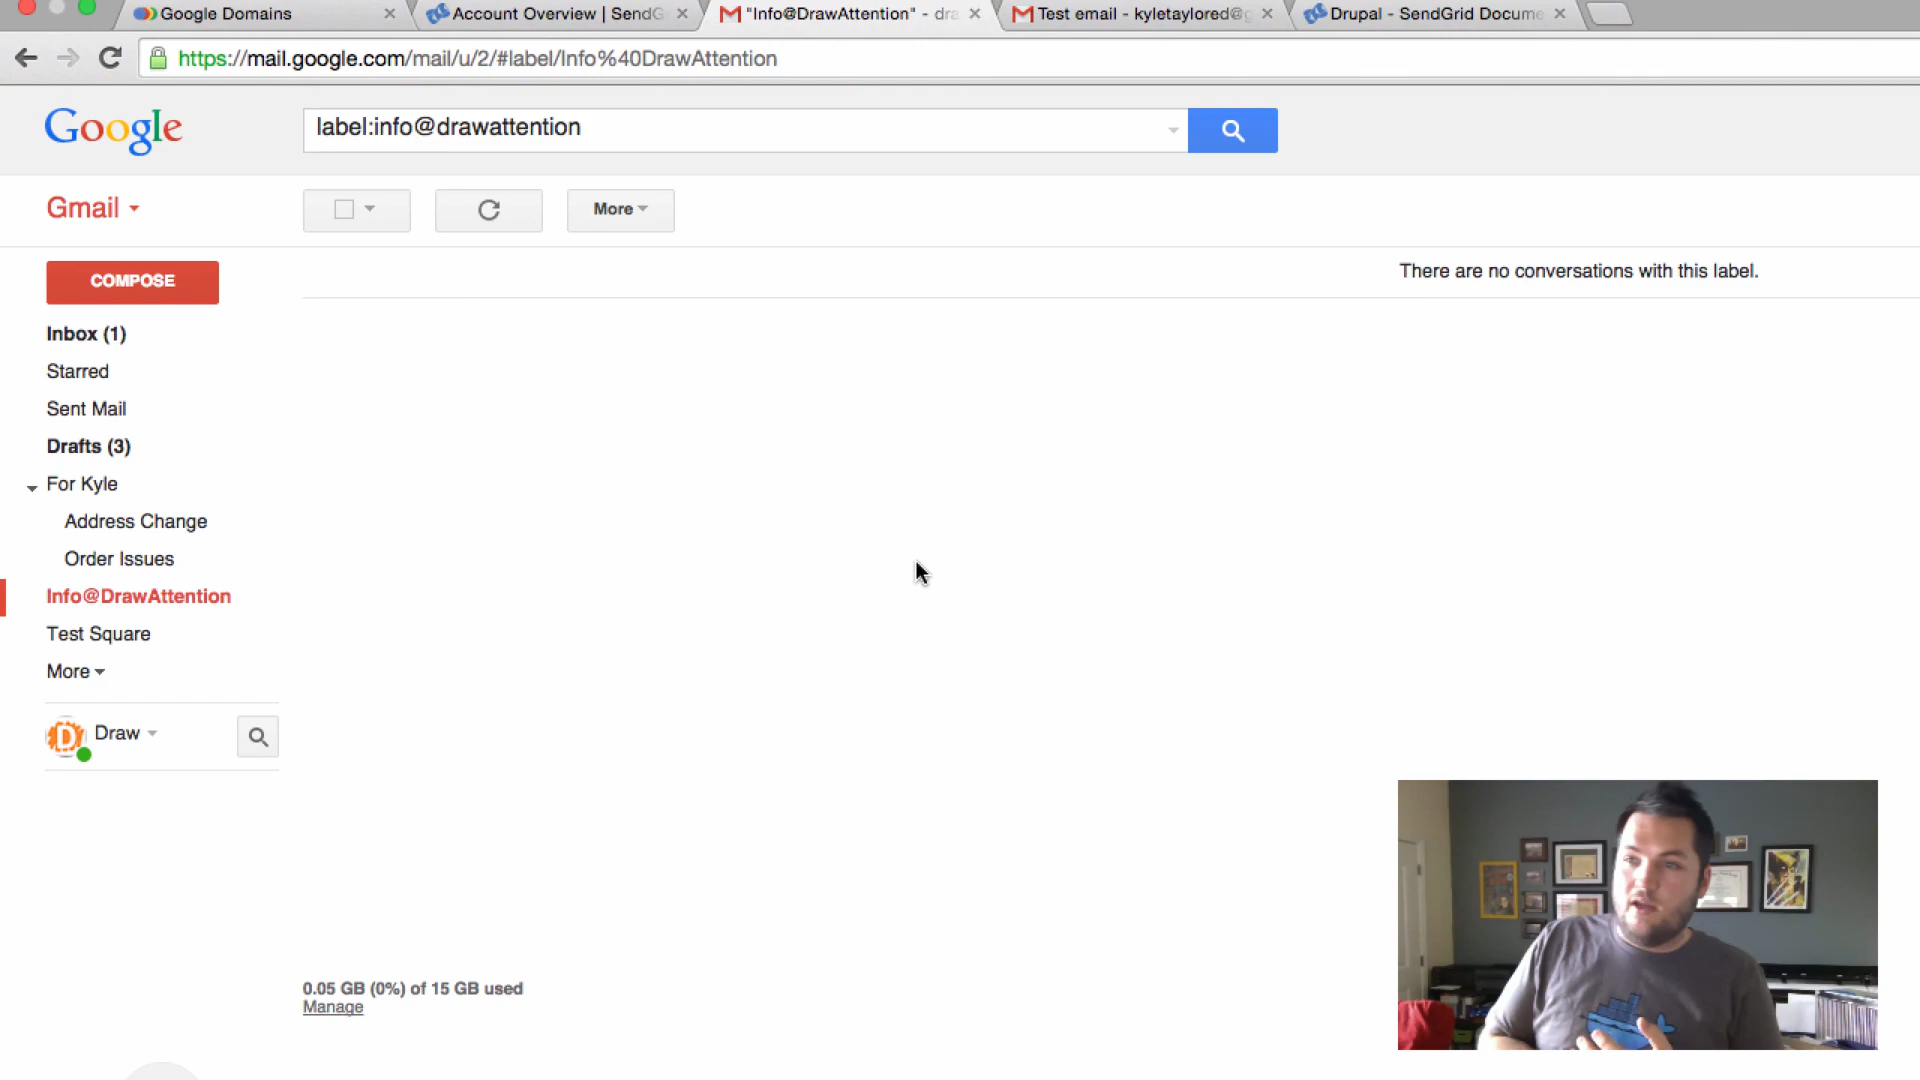 Google Domains
Account Overview | SendG
"Info@DrawAttention" - dra
Test email - kyletaylored@g
Drupal - SendGrid Docume
https://mail.google.com/mail/u/2/#label/Info%40DrawAttention
Google
label:info@drawattention
Gmail
More
COMPOSE
There are no conversations with this label.
Inbox (1)
Starred
Sent Mail
Drafts (3)
For Kyle
Address Change
Order Issues
Info@DrawAttention
Test Square
More
D
Draw
0.05 GB (0%) of 15 GB used
Manage